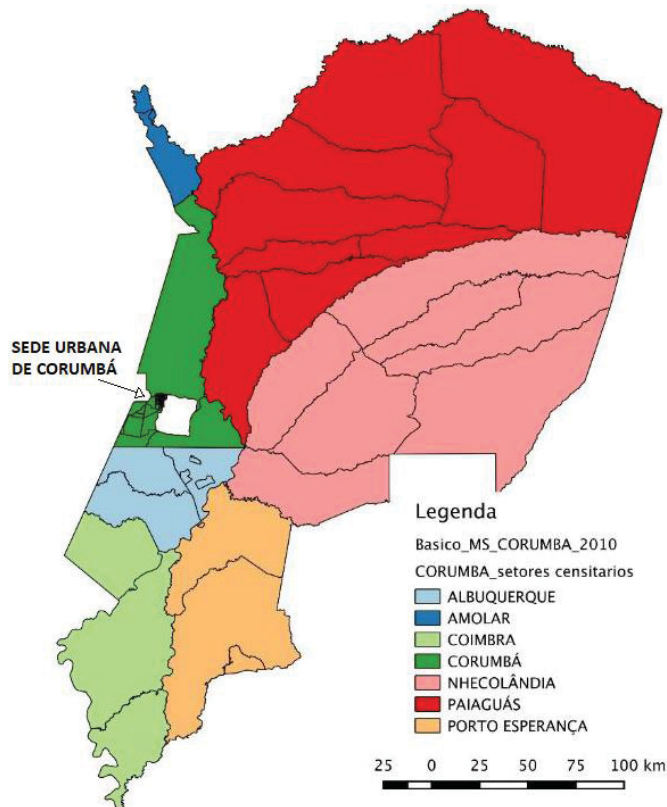 SEDE URBANA
DE CORUMBÁ
Legenda
Basico_MS_CORUMBA_2010
CORUMBA_setores censitarios
ALBUQUERQUE
AMOLAR
COIMBRA
CORUMBÁ
NHECOLÂNDIA
PAIAGUÁS
PORTO ESPERANÇA
25 0 25 50 75 100 km